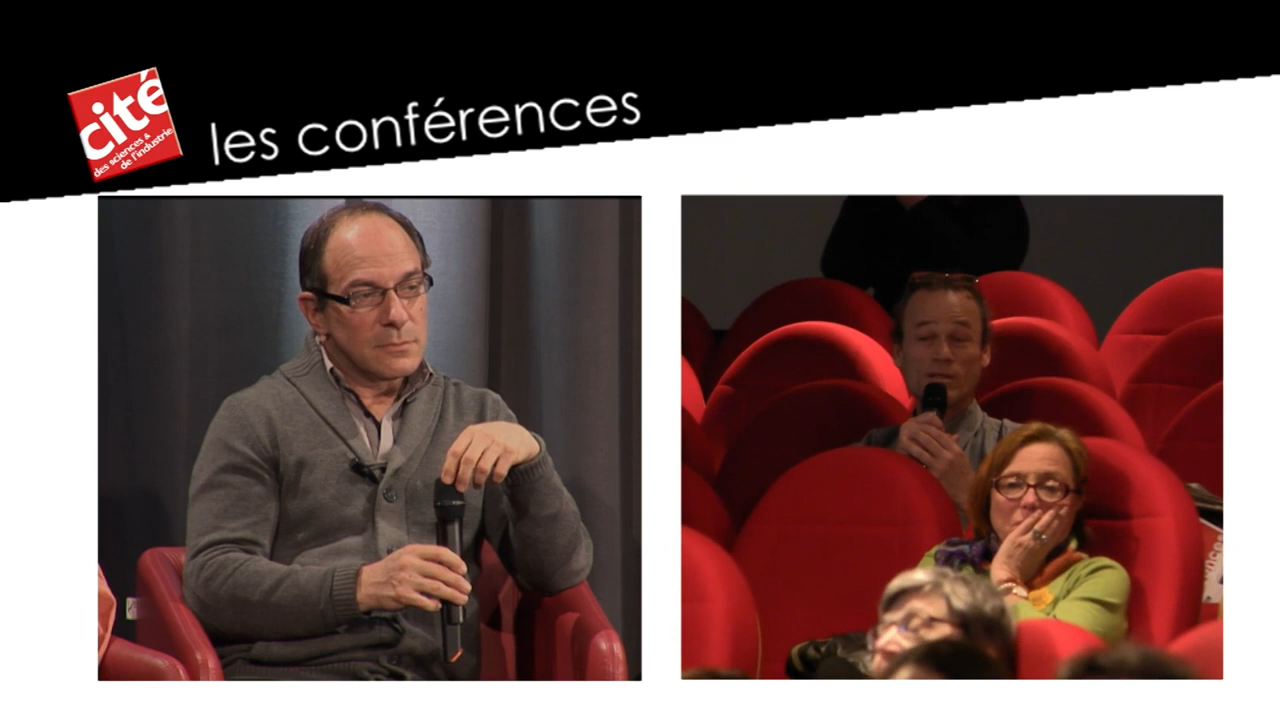 cité
des sciences &
de l'industrie
les conférences